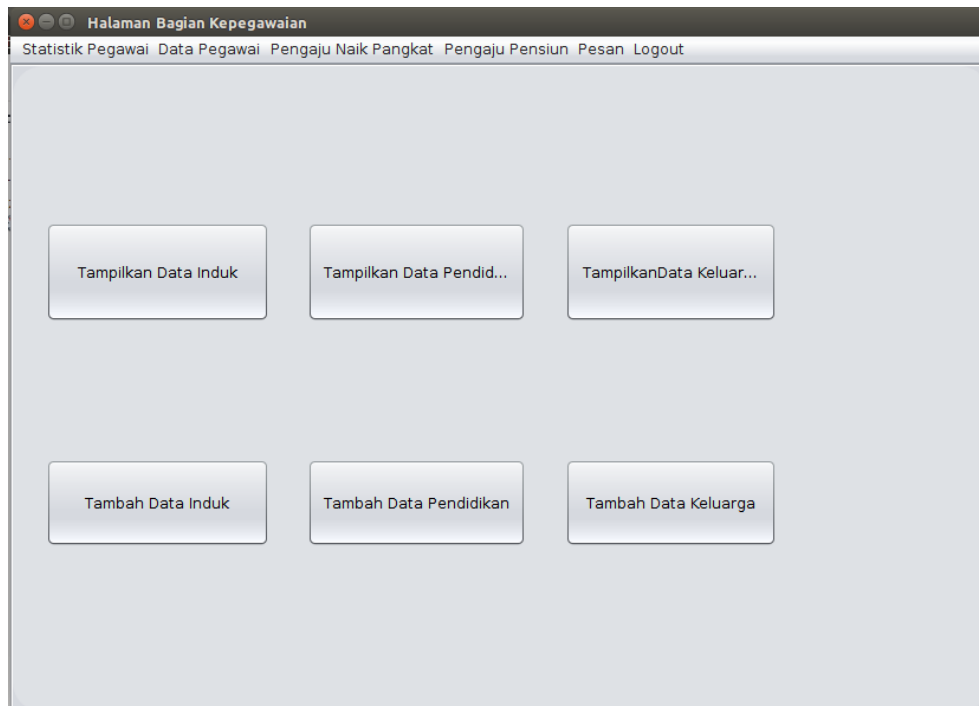 Halaman Bagian Kepegawaian
Statistik Pegawai Data Pegawai Pengaju Naik Pangkat Pengaju Pensiun Pesan Logout
Tampilkan Data Induk
Tampilkan Data Pendid...
TampilkanData Keluar...
Tambah Data Induk
Tambah Data Pendidikan
Tambah Data Keluarga